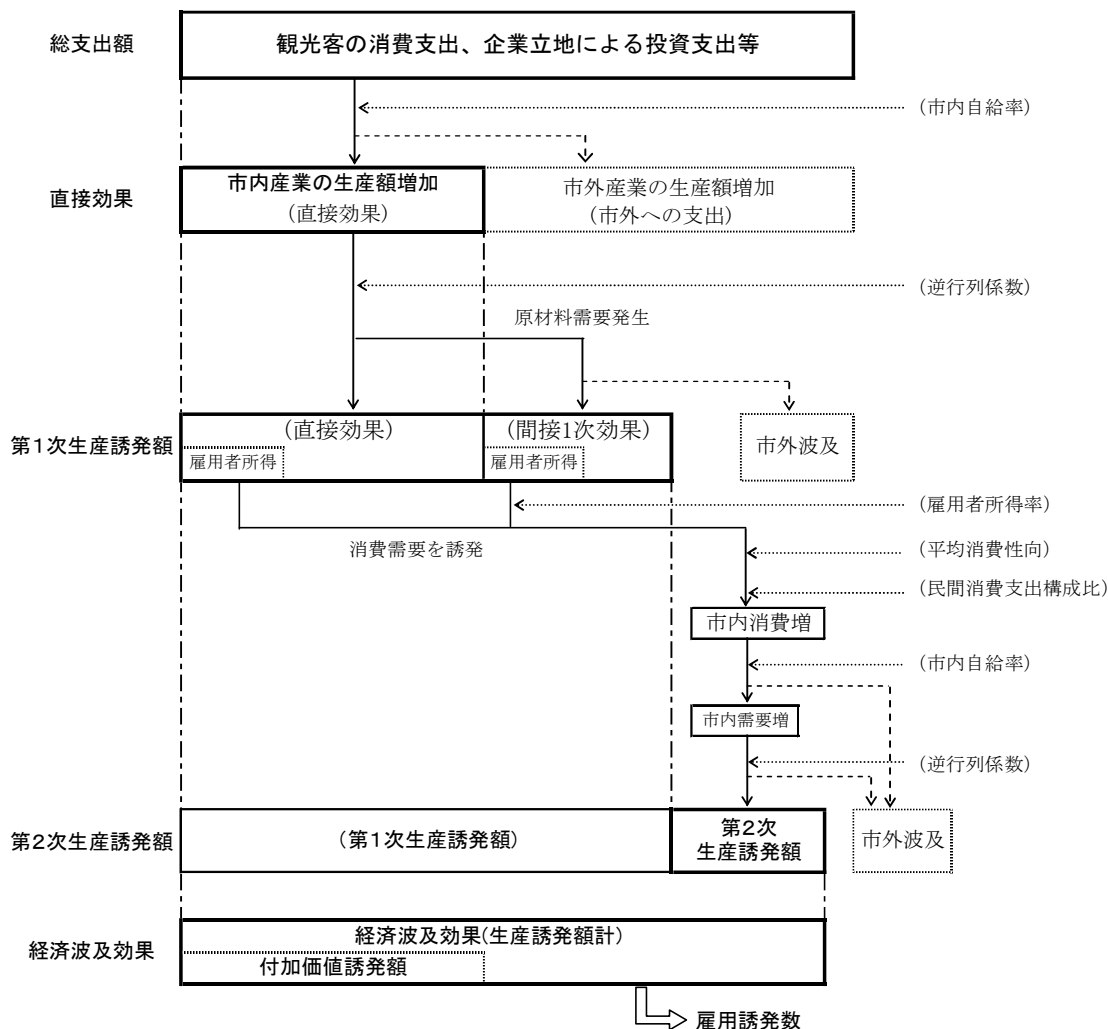 総支出額
観光客の消費支出、企業立地による投資支出等
(市内自給率)
直接効果
市内産業の生産額増加
(直接効果)
市外産業の生産額増加
(市外への支出)
(逆行列係数)
原材料需要発生
第1次生産誘発額
(直接効果)
雇用者所得
(間接1次効果)
雇用者所得
市外波及
(雇用者所得率)
消費需要を誘発
(平均消費性向)
(民間消費支出構成比)
市内消費増
(市内自給率)
市内需要増
(逆行列係数)
第2次生産誘発額
(第1次生産誘発額)
第2次
生産誘発額
市外波及
経済波及効果
経済波及効果(生産誘発額計)
付加価値誘発額
雇用誘発数